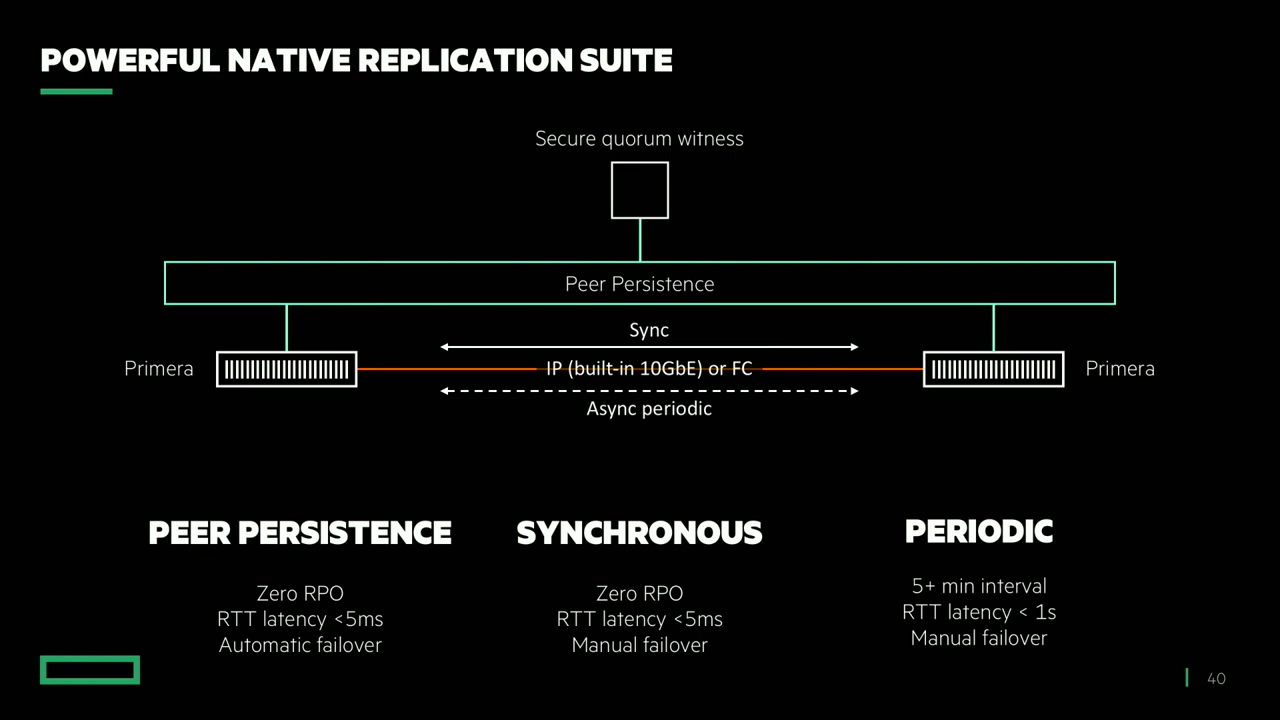 POWERFUL NATIVE REPLICATION SUITE
Secure quorum witness
Peer Persistence
Sync
Primera
IP (built-in 10GbE) or FC
Primera
Async periodic
PEER PERSISTENCE
Zero RPO
RTT latency <5ms
Automatic failover
SYNCHRONOUS
Zero RPO
RTT latency <5ms
Manual failover
PERIODIC
5+ min interval
RTT latency < 1s
Manual failover
40